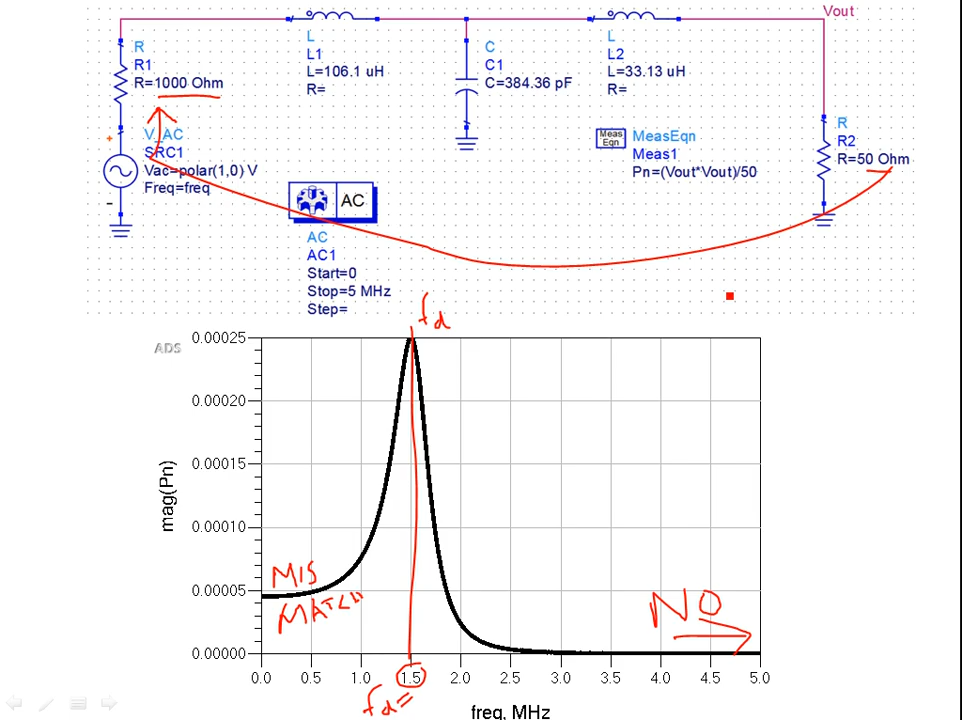 Vout
L
L1
L=106.1 uH
R=
L
L2
L=33.13 uH
R=
R
R1
R=1000 Ohm
C
C1
C=384.36 pF
V_AC
SRC1
Vac=polar(1,0) V
Freq=freq
+
-
Meas
Eqn
MeasEqn
Meas1
Pn=(Vout*Vout)/50
R
R2
R=50 Ohm
AC
AC
AC1
Start=0
Stop=5 MHz
Step=
fd
ADS
mag(Pn)
0.00025
0.00020
0.00015
0.00010
0.00005
0.00000
MIS
MATCH
NO
0.0 0.5 1.0 1.5 2.0 2.5 3.0 3.5 4.0 4.5 5.0
fd=
freq, MHz